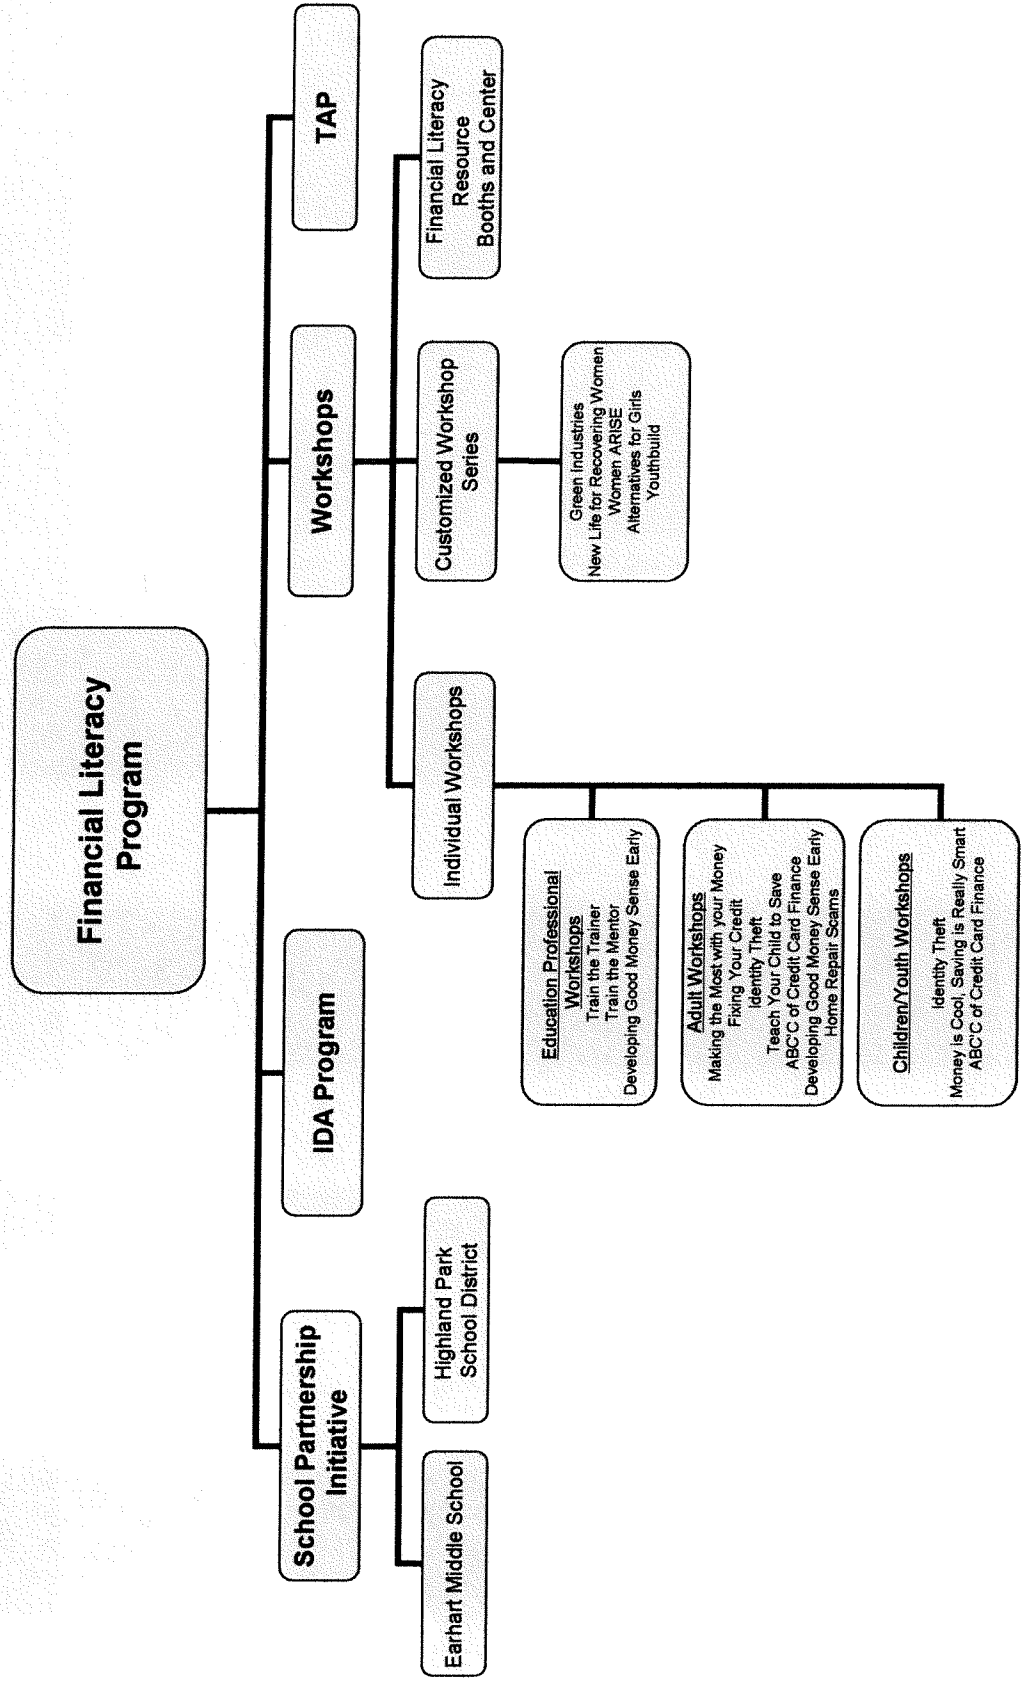 Financial Literacy
Program
School Partnership
Initiative
IDA Program
Workshops
TAP
Earhart Middle School
Highland Park
School District
Individual Workshops
Customized Workshop
Series
Financial Literacy
Resource
Booths and Center
Education Professional
Workshops
Train the Trainer
Train the Mentor
Developing Good Money Sense Early
Adult Workshops
Making the Most with your Money
Fixing Your Credit
Identity Theft
Teach Your Child to Save
ABC'C of Credit Card Finance
Developing Good Money Sense Early
Home Repair Scams
Children/Youth Workshops
Identity Theft
Money is Cool, Saving is Really Smart
ABC'C of Credit Card Finance
Green Industries
New Life for Recovering Women
Women ARISE
Alternatives for Girls
Youthbuild